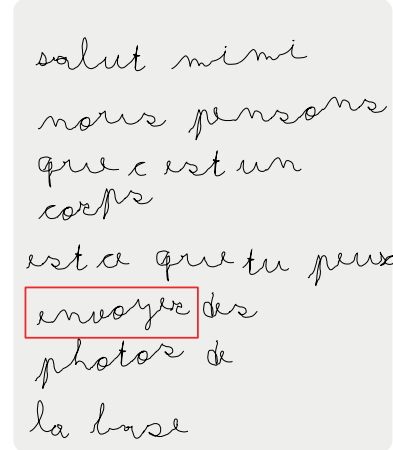 salut mimi
nous pensons
que c est un
corps
est ce que tu peux
envoyer des
photos de
la base